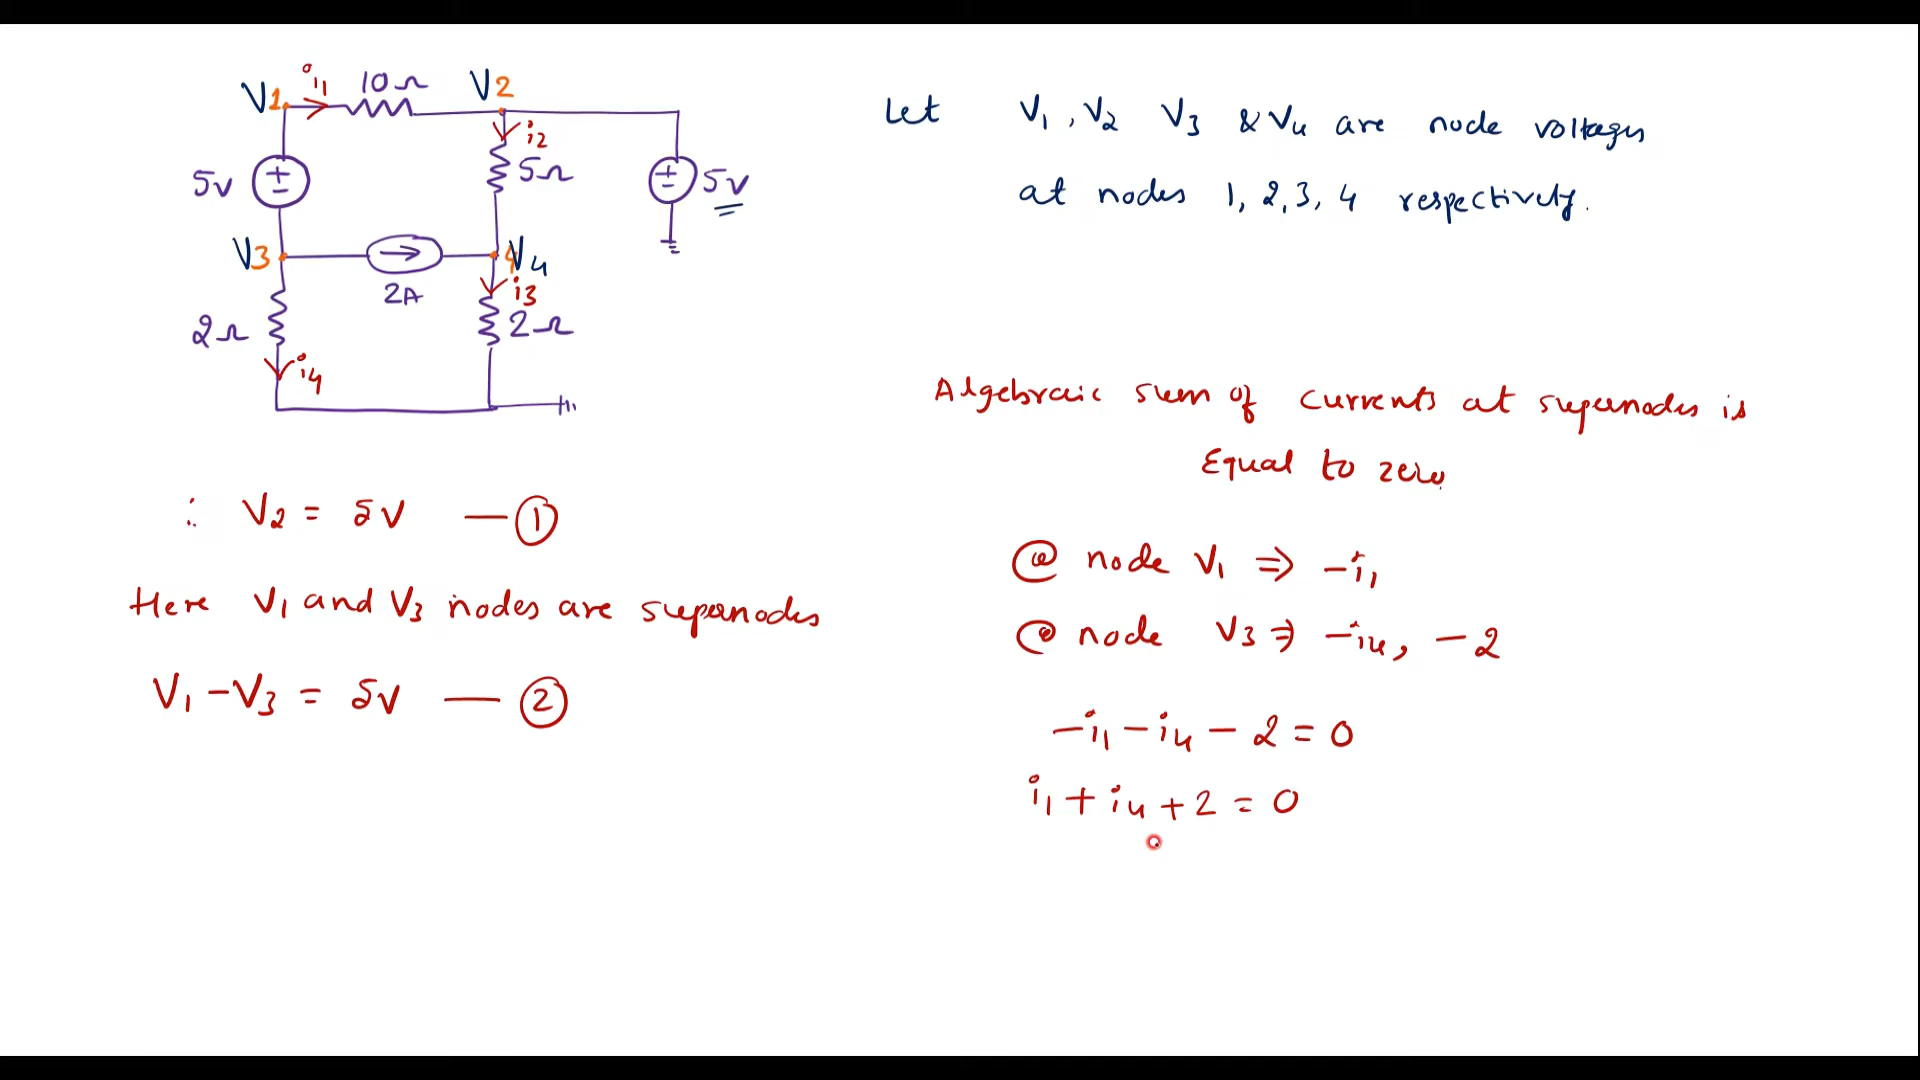 V1 i1 10Ω V2
i2
5v 5Ω 5v
V3 V4
2A i3
2Ω 2Ω
i4
Let V1, V2 V3 & V4 are node voltages
at nodes 1, 2, 3, 4 respectively.
Algebraic sum of currents at supernodes is
Equal to zero
∴ V2 = 5V — ①
Here V1 and V3 nodes are supernodes
V1 - V3 = 5V — ②
@ node V1 ⇒ -i1
@ node V3 ⇒ -i4, -2
-i1 - i4 - 2 = 0
i1 + i4 + 2 = 0